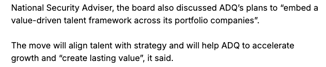 National Security Adviser, the board also discussed ADQ's plans to “embed a
value-driven talent framework across its portfolio companies”.
The move will align talent with strategy and will help ADQ to accelerate
growth and “create lasting value”, it said.